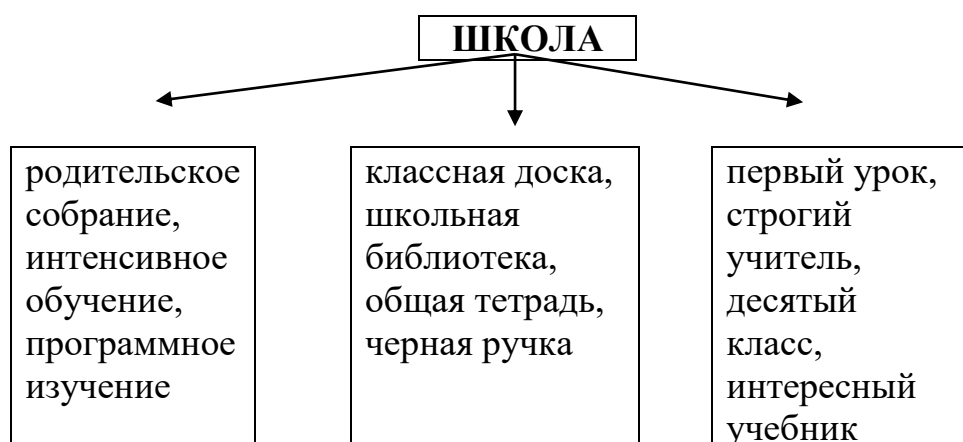 ШКОЛА
родительское
собрание,
интенсивное
обучение,
программное
изучение
классная доска,
школьная
библиотека,
общая тетрадь,
черная ручка
первый урок,
строгий
учитель,
десятый
класс,
интересный
учебник